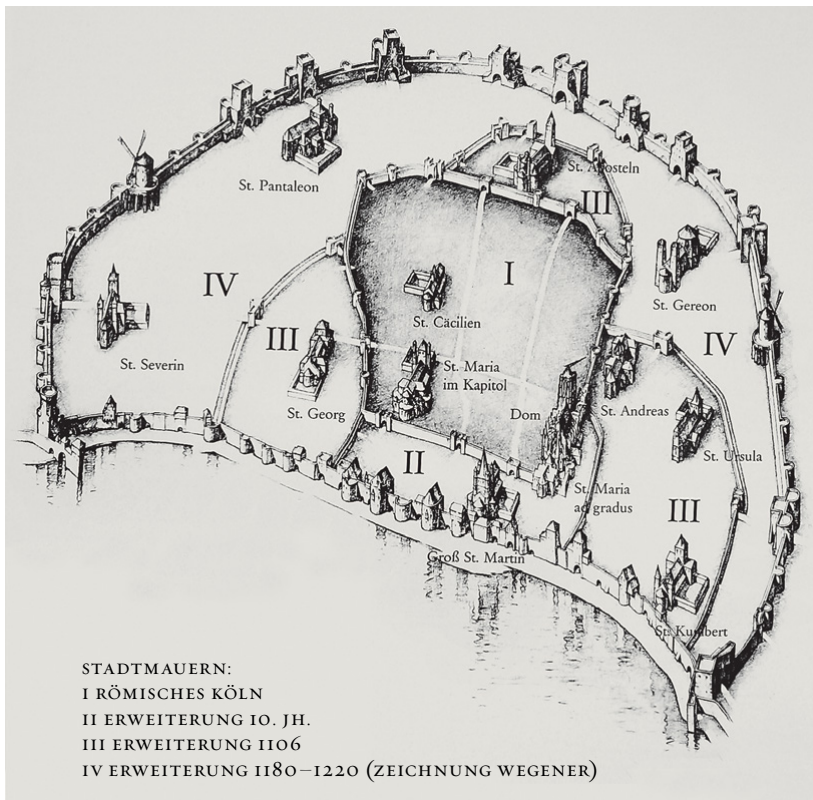 St. Aposteln
St. Pantaleon
III
I
IV
St. Gereon
St. Cäcilien
III
IV
St. Severin
St. Maria
im Kapitol
St. Georg
Dom
St. Andreas
St. Ursula
II
St. Maria
ad gradus
III
Groß St. Martin
St. Kunibert
STADTMAUERN:
I RÖMISCHES KÖLN
II ERWEITERUNG 10. JH.
III ERWEITERUNG 1106
IV ERWEITERUNG 1180–1220 (ZEICHNUNG WEGENER)